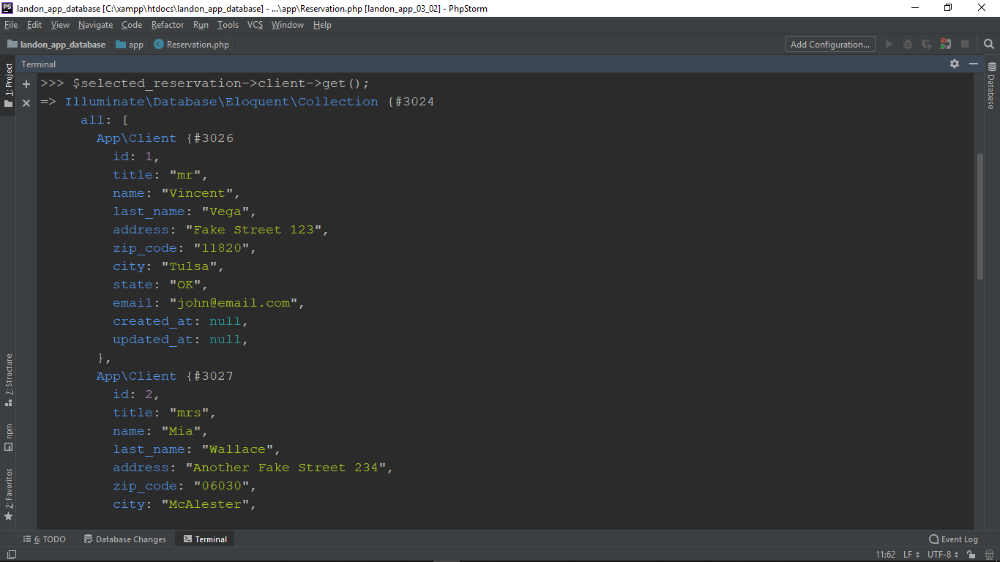 landon_app_database [C:\xampp\htdocs\landon_app_database] - ...\app\Reservation.php [landon_app_03_02] - PhpStorm
File Edit View Navigate Code Refactor Run Tools VCS Window Help
landon_app_database app Reservation.php Add Configuration...
Terminal
1: Project
Database
>>> $selected_reservation->client->get();
=> Illuminate\Database\Eloquent\Collection {#3024
all: [
App\Client {#3026
id: 1,
title: "mr",
name: "Vincent",
last_name: "Vega",
address: "Fake Street 123",
zip_code: "11820",
city: "Tulsa",
state: "OK",
email: "john@email.com",
created_at: null,
updated_at: null,
},
App\Client {#3027
id: 2,
title: "mrs",
name: "Mia",
last_name: "Wallace",
address: "Another Fake Street 234",
zip_code: "06030",
city: "McAlester",
7: Structure
npm
2: Favorites
6: TODO Database Changes Terminal Event Log
11:62 LF UTF-8